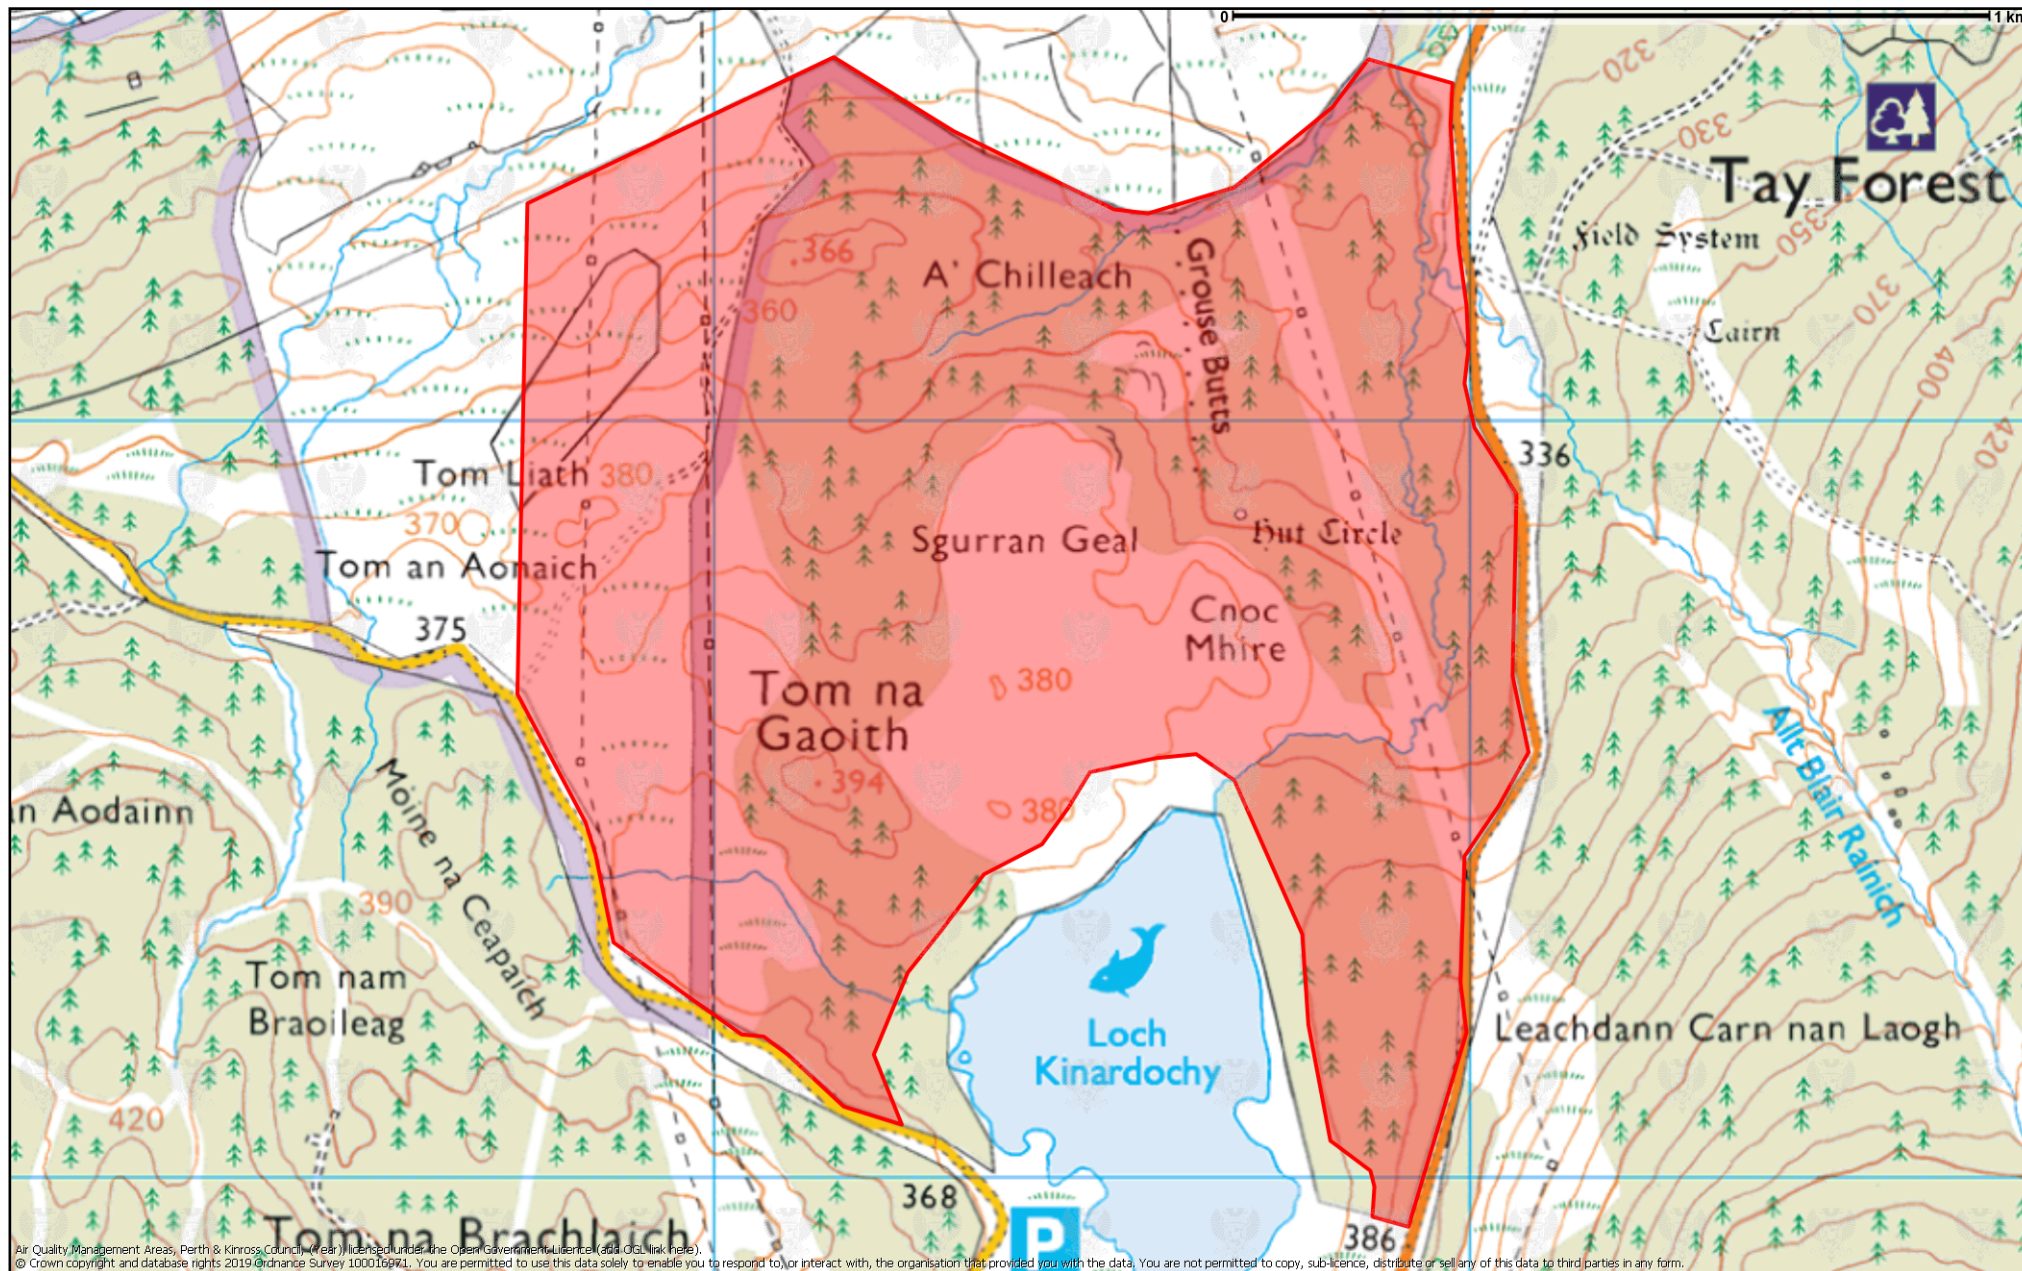 0
1 km
320
330
Tay Forest
350
Field System
370
Cairn
400
420
366
A' Chilleach
Grouse Butts
360
336
Tom Liath
380
370
Tom an Aonaich
375
Sgurran Geal
Hut Circle
Cnoc
Mhire
380
Tom na
Gaoith
394
380
an Aodainn
Mòine na Ceapaich
390
Allt Blair Rainich
Tom nam
Braoileag
Loch
Kinardochy
Leachdann Carn nan Laogh
420
368
P
386
Tom na Brachlaich
Air Quality Management Areas, Perth & Kinross Council, (Year), licensed under the Open Government Licence (add OGL link here).
© Crown copyright and database rights 2019 Ordnance Survey 100016971. You are permitted to use this data solely to enable you to respond to, or interact with, the organisation that provided you with the data. You are not permitted to copy, sub-licence, distribute or sell any of this data to third parties in any form.